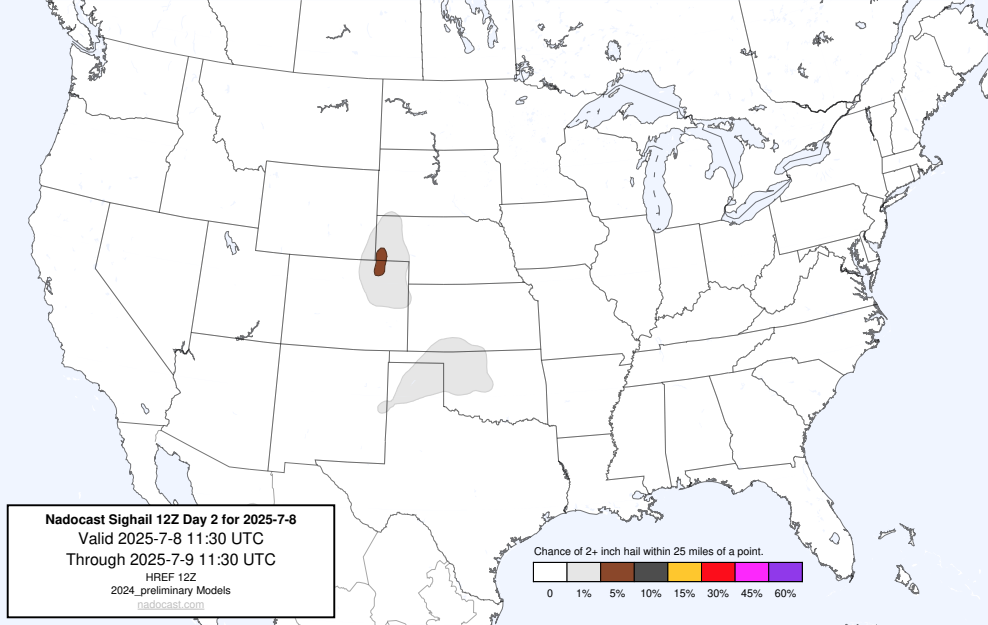 Nadocast Sighail 12Z Day 2 for 2025-7-8
Valid 2025-7-8 11:30 UTC
Through 2025-7-9 11:30 UTC
HREF 12Z
2024_preliminary Models
nadocast.com
Chance of 2+ inch hail within 25 miles of a point.
0 1% 5% 10% 15% 30% 45% 60%